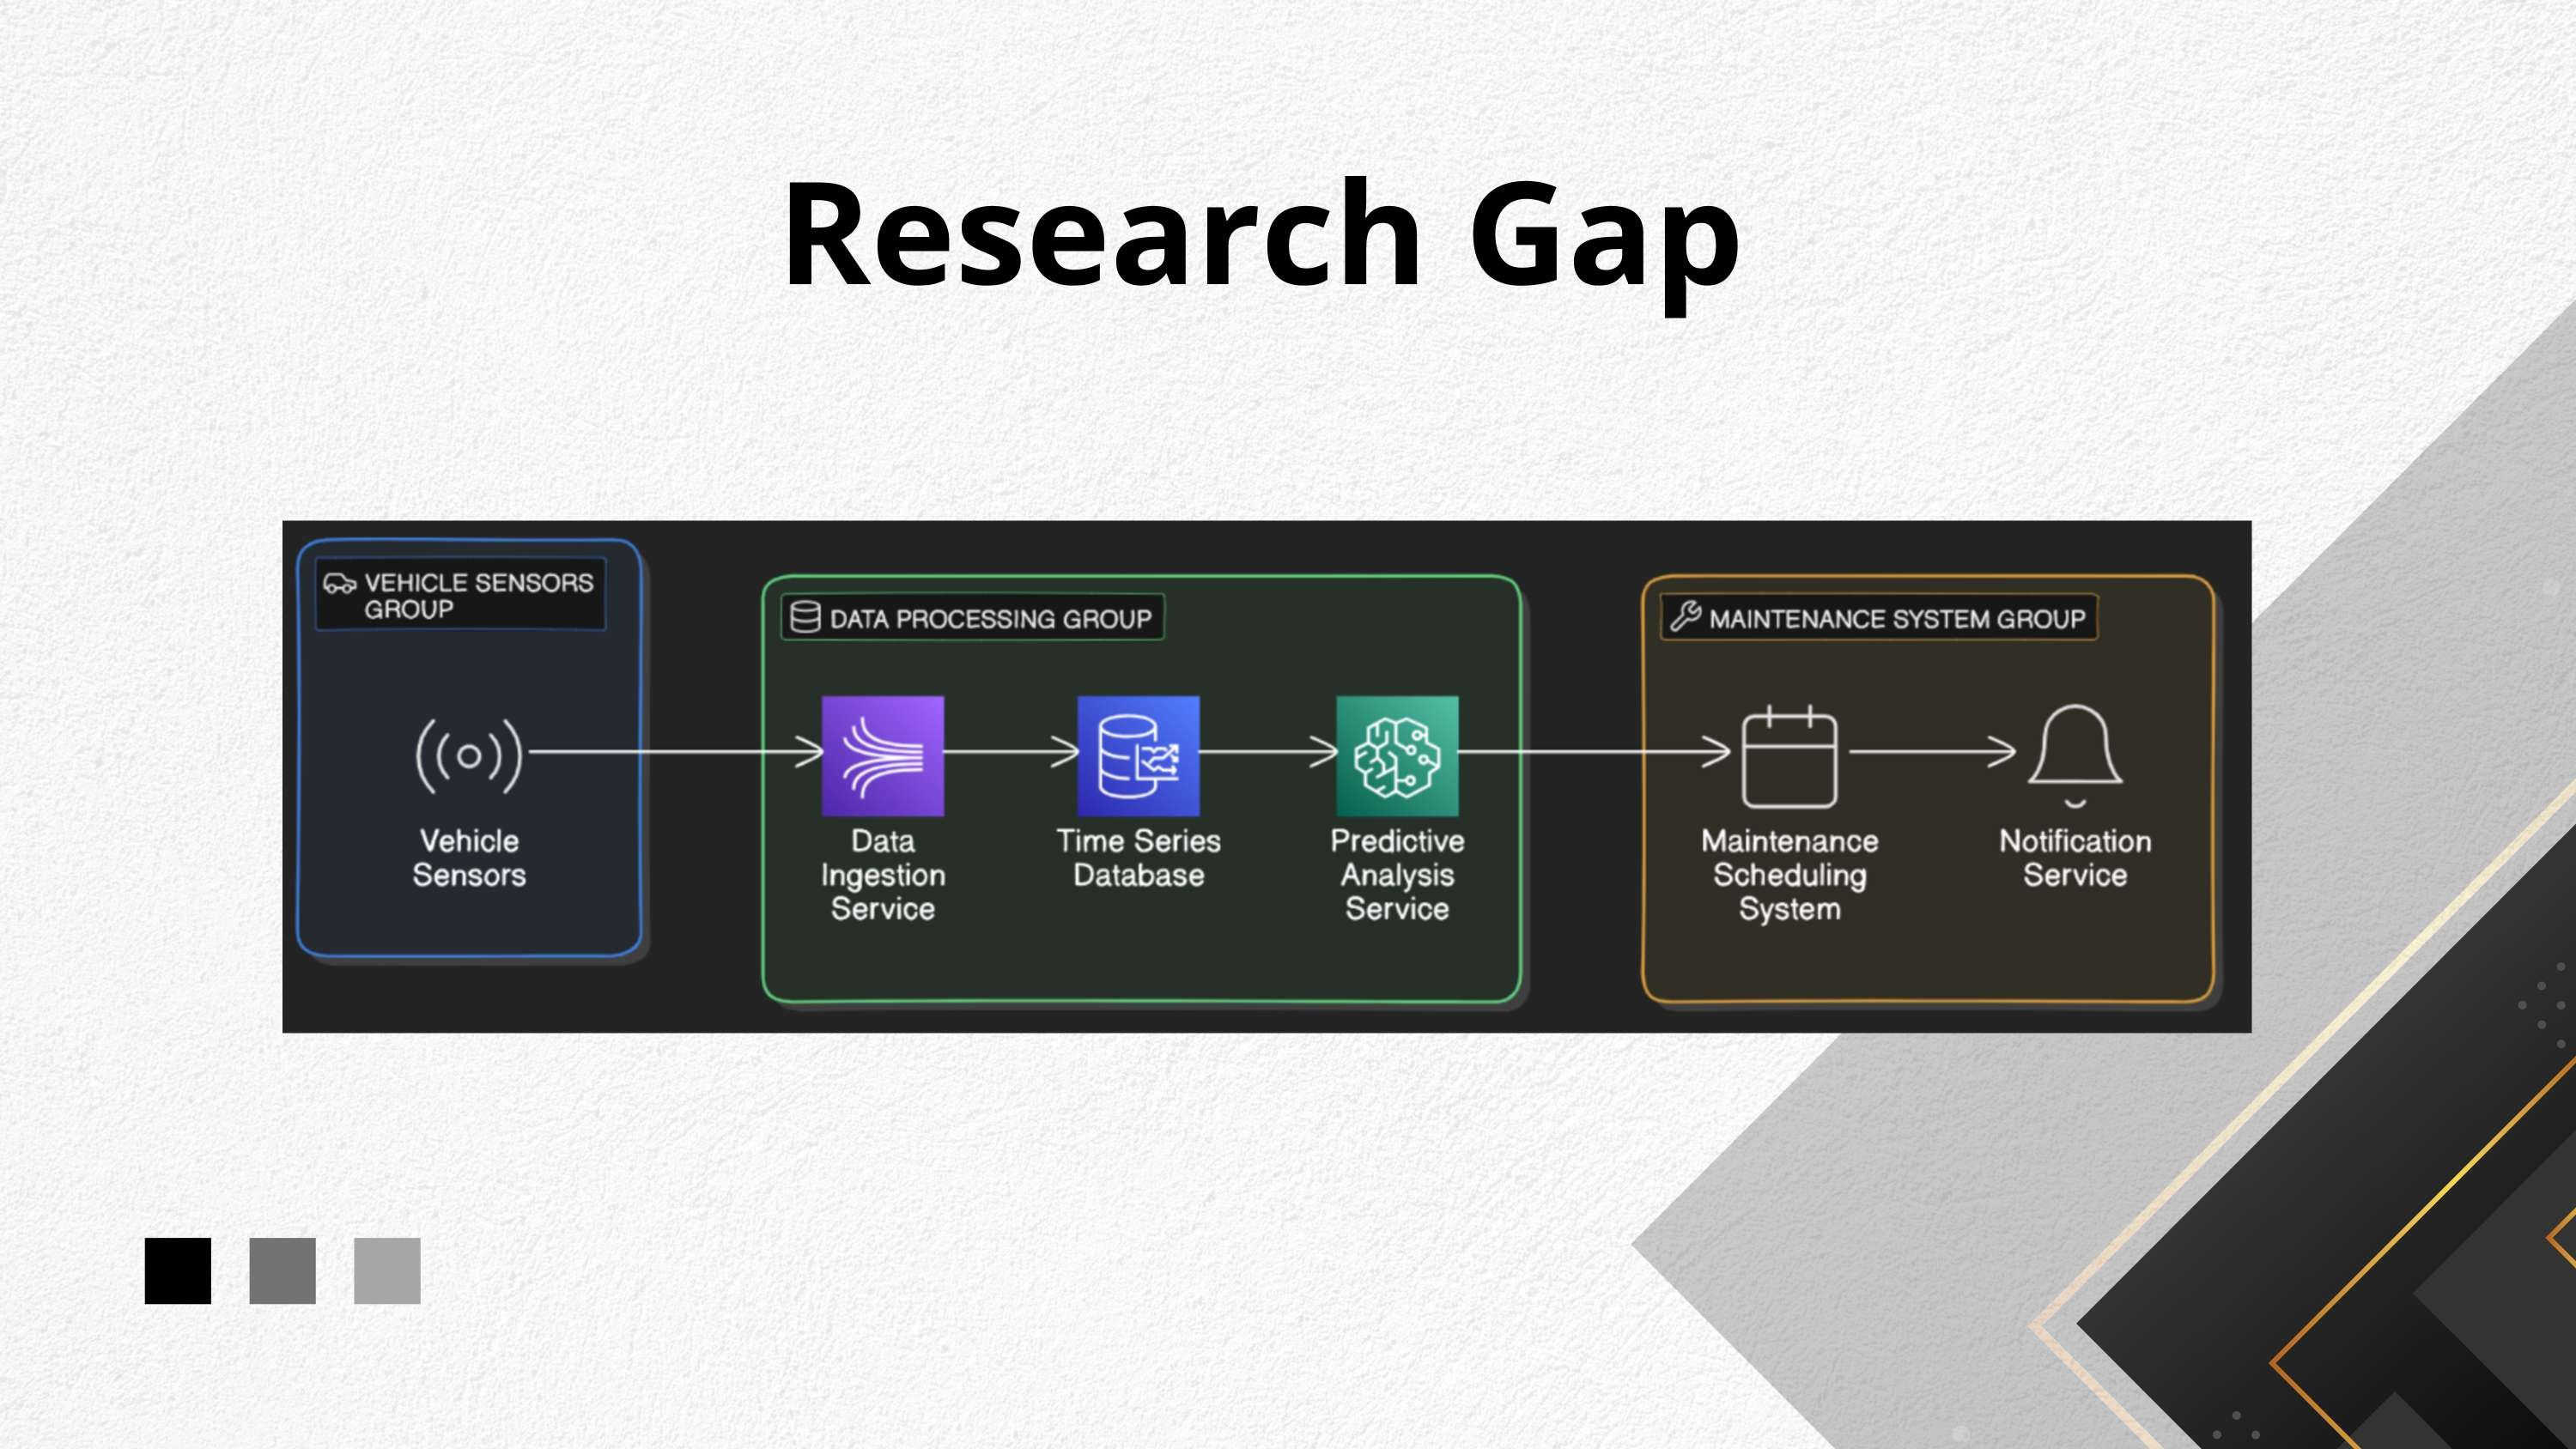 Research Gap
VEHICLE SENSORS
GROUP
DATA PROCESSING GROUP
MAINTENANCE SYSTEM GROUP
Vehicle
Sensors
Data
Ingestion
Service
Time Series
Database
Predictive
Analysis
Service
Maintenance
Scheduling
System
Notification
Service